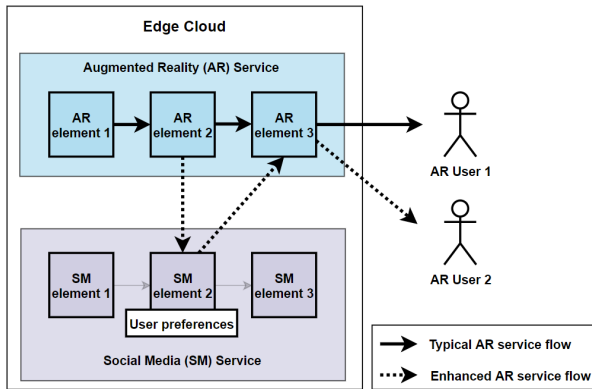 Edge Cloud
Augmented Reality (AR) Service
AR
element 1
AR
element 2
AR
element 3
AR User 1
AR User 2
SM
element 1
SM
element 2
SM
element 3
User preferences
Social Media (SM) Service
Typical AR service flow
Enhanced AR service flow